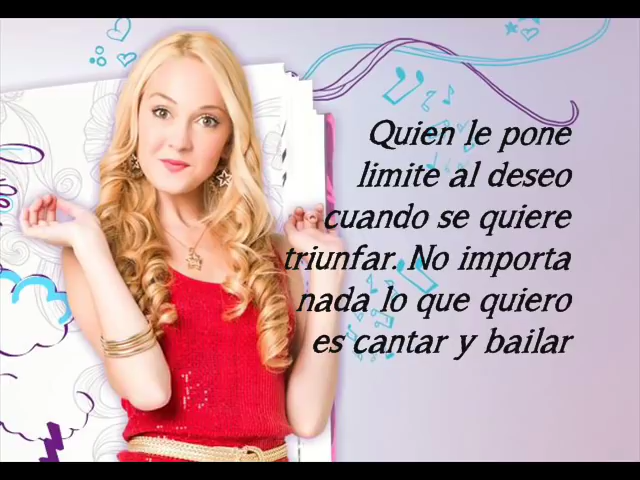 Quien le pone
limite al deseo
cuando se quiere
triunfar. No importa
nada lo que quiero
es cantar y bailar